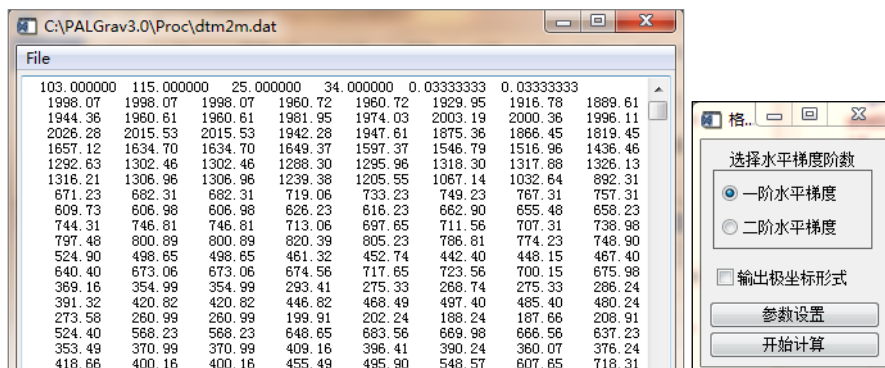 C:\PALGrav3.0\Proc\dtm2m.dat
File
103.000000 115.000000 25.000000 34.000000 0.03333333 0.03333333
1998.07 1998.07 1998.07 1960.72 1960.72 1929.95 1916.78 1889.61
1944.36 1960.61 1960.61 1981.95 1974.03 2003.19 2000.36 1996.11
2026.28 2015.53 2015.53 1942.28 1947.61 1875.36 1866.45 1819.45
1657.12 1634.70 1634.70 1649.37 1597.37 1546.79 1516.96 1436.46
1292.63 1302.46 1302.46 1288.30 1295.96 1318.30 1317.88 1326.13
1316.21 1306.96 1306.96 1239.38 1205.55 1067.14 1032.64 892.31
671.23 682.31 682.31 719.06 733.23 749.23 767.31 757.31
609.73 606.98 606.98 626.23 616.23 662.90 655.48 658.23
744.31 746.81 746.81 713.06 697.65 711.56 707.31 738.98
797.48 800.89 800.89 820.39 805.23 786.81 774.23 748.90
524.90 498.65 498.65 461.32 452.74 442.40 448.15 467.40
640.40 673.06 673.06 674.56 717.65 723.56 700.15 675.98
369.16 354.99 354.99 293.41 275.33 268.74 275.33 286.24
391.32 420.82 420.82 446.82 468.49 497.40 485.40 480.24
273.58 260.99 260.99 199.91 202.24 188.24 187.66 208.91
524.40 568.23 568.23 648.65 683.56 669.98 666.56 637.23
353.49 370.99 370.99 409.16 396.41 390.24 360.07 376.24
418.66 400.16 400.16 455.49 495.90 548.57 607.65 718.31
格...
选择水平梯度阶数
一阶水平梯度
二阶水平梯度
输出极坐标形式
参数设置
开始计算